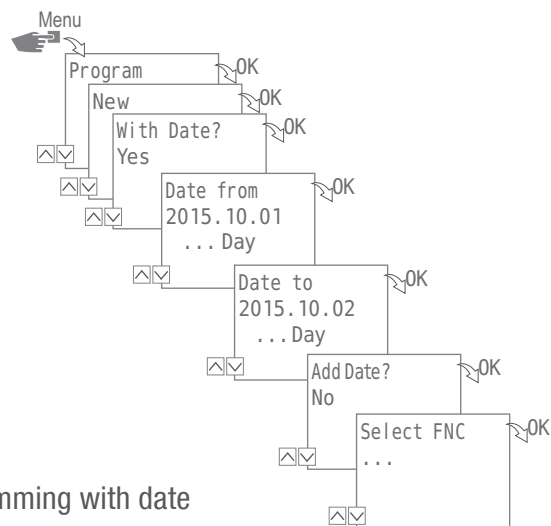 Menu
Program
OK
New
OK
With Date?
OK
Yes
Date from
OK
2015.10.01
... Day
Date to
OK
2015.10.02
... Day
Add Date?
OK
No
Select FNC
OK
...
mming with date